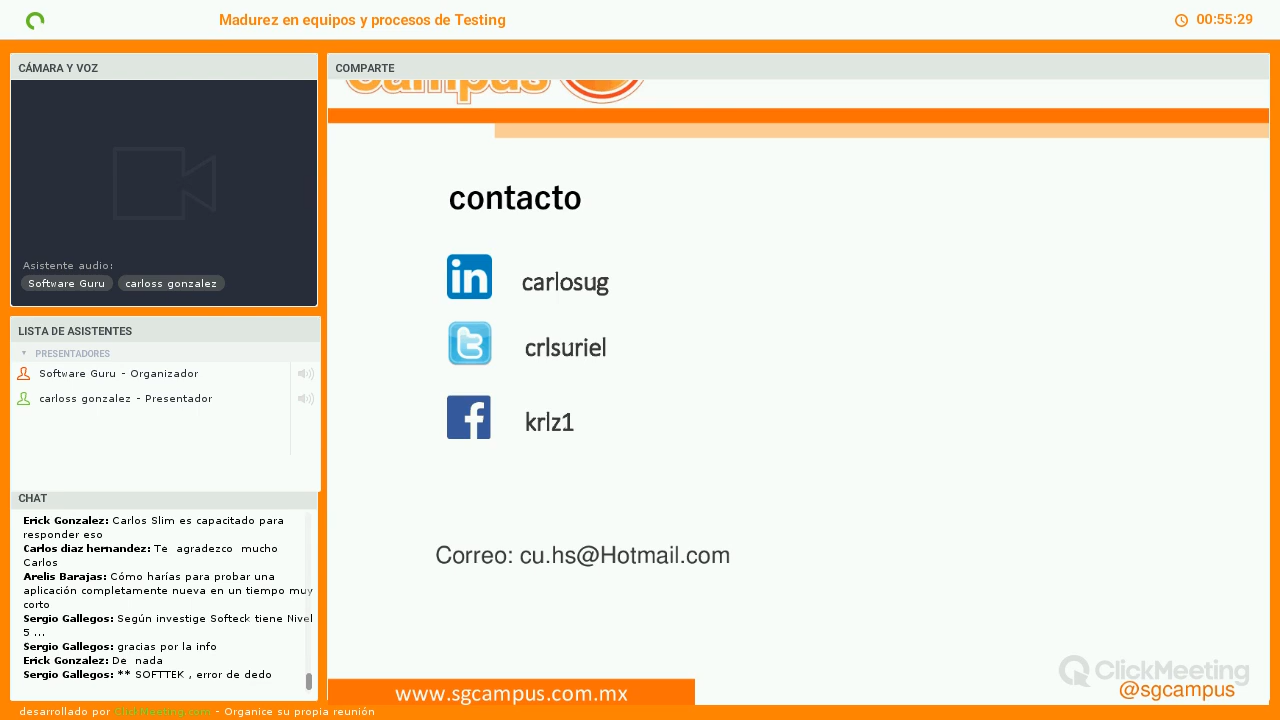 Madurez en equipos y procesos de Testing
00:55:29
CÁMARA Y VOZ
Asistente audio:
Software Guru carloss gonzalez
LISTA DE ASISTENTES
PRESENTADORES
Software Guru - Organizador
carloss gonzalez - Presentador
CHAT
Erick Gonzalez: Carlos Slim es capacitado para
responder eso
Carlos diaz hernandez: Te agradezco mucho
Carlos
Arelis Barajas: Cómo harías para probar una
aplicación completamente nueva en un tiempo muy
corto
Sergio Gallegos: Según investige Softeck tiene Nivel
5 ...
Sergio Gallegos: gracias por la info
Erick Gonzalez: De nada
Sergio Gallegos: ** SOFTTEK , error de dedo
COMPARTE
Campus
contacto
in carlosug
crlsuriel
f krlz1
Correo: cu.hs@Hotmail.com
www.sgcampus.com.mx
ClickMeeting
@sgcampus
desarrollado por ClickMeeting.com - Organice su propia reunión